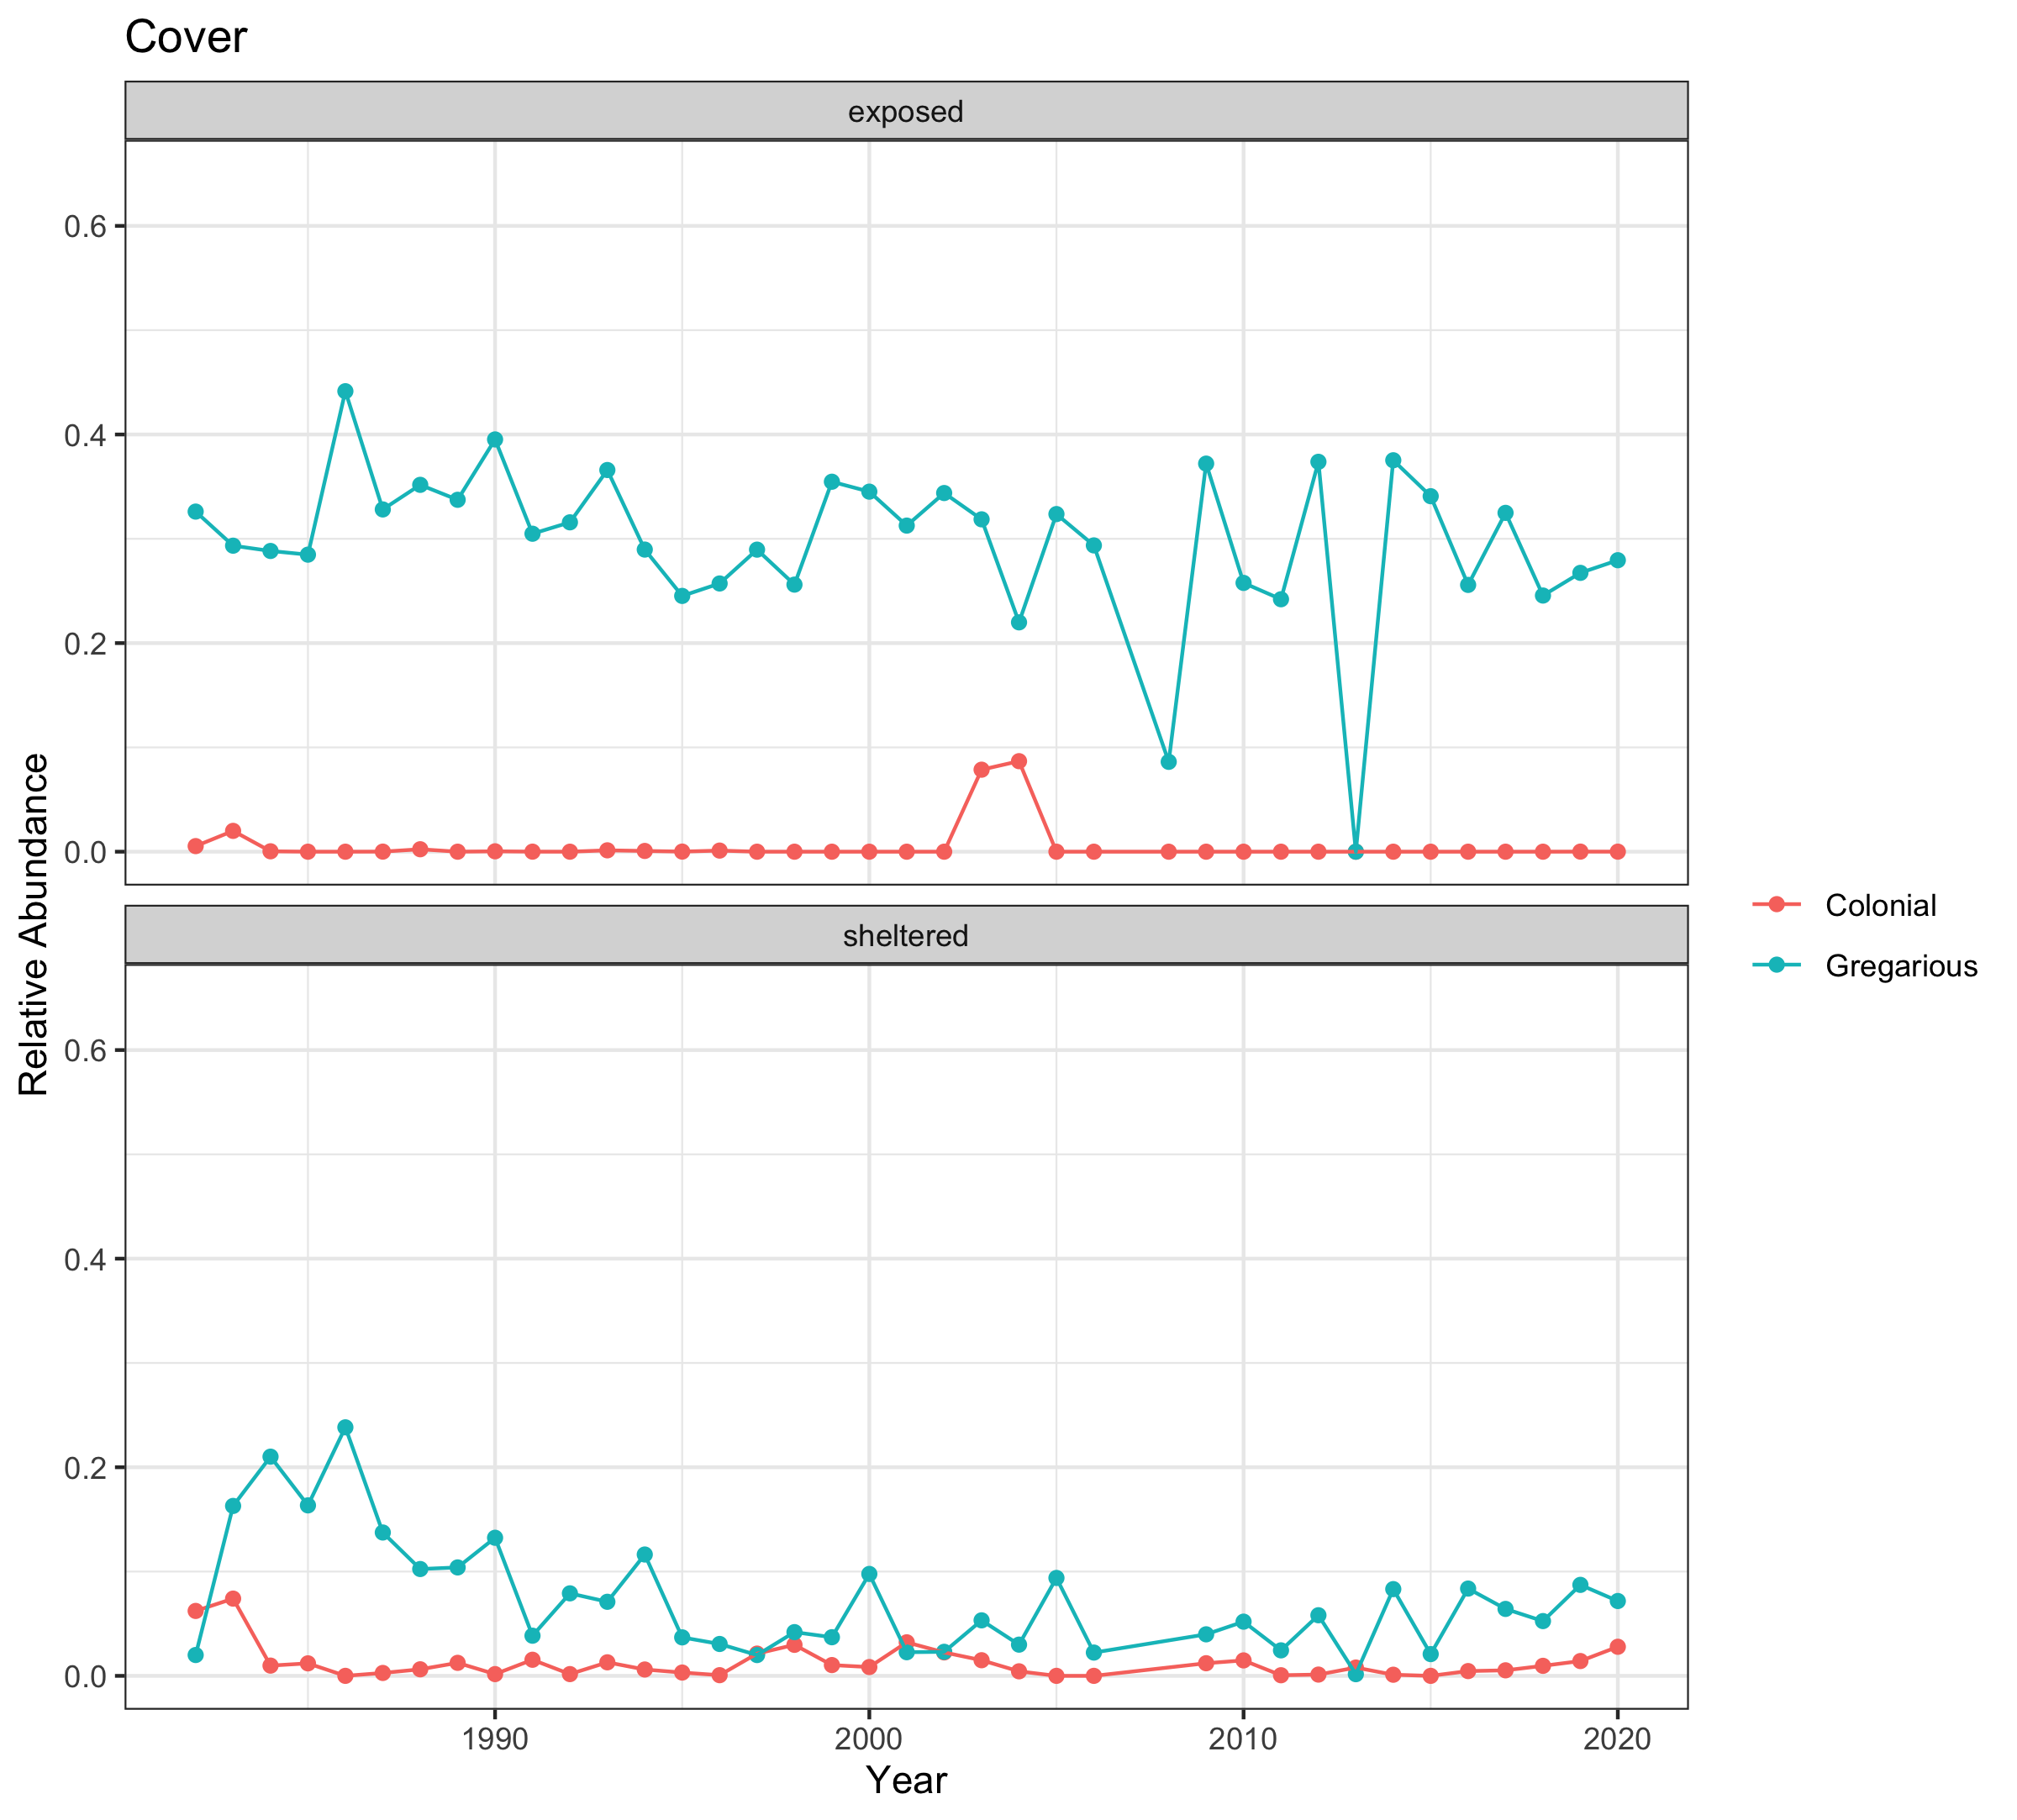 Cover
exposed
0.6
0.4
0.2
0.0
sheltered
0.6
0.4
0.2
0.0
1990 2000 2010 2020
Year
Relative Abundance
Colonial
Gregarious